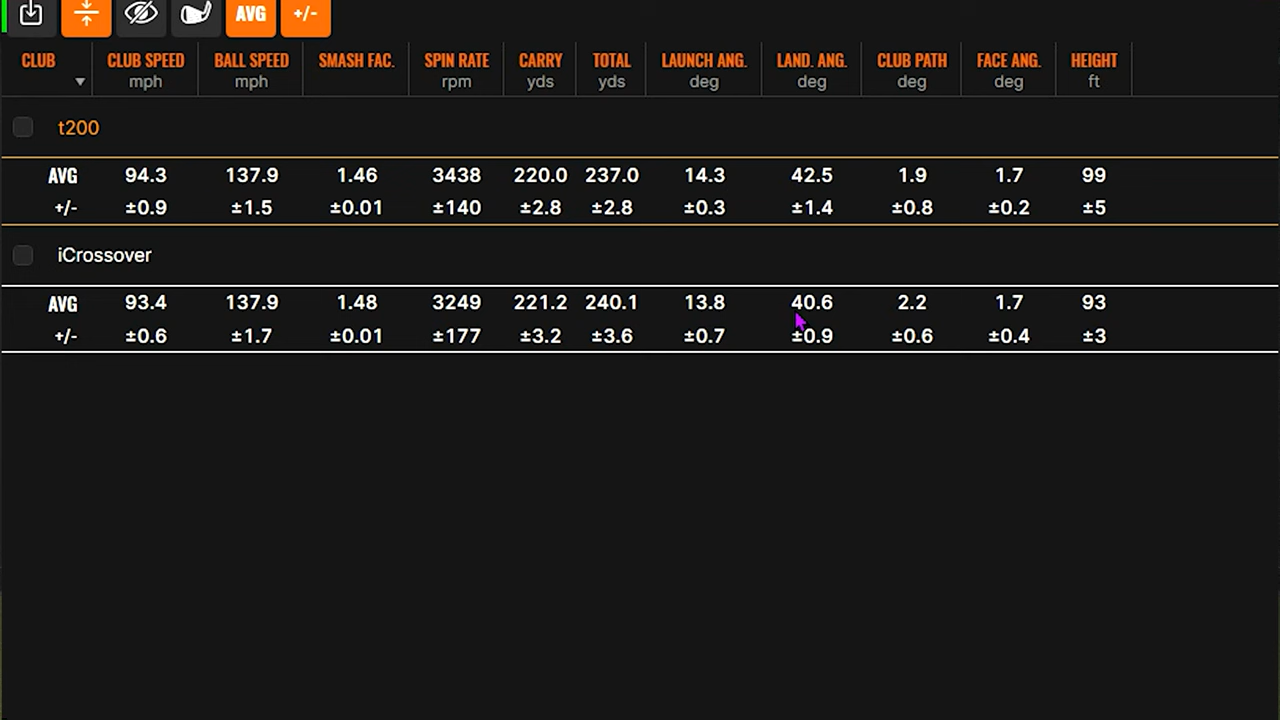 AVG +/-
CLUB CLUB SPEED BALL SPEED SMASH FAC. SPIN RATE CARRY TOTAL LAUNCH ANG. LAND. ANG. CLUB PATH FACE ANG. HEIGHT
mph mph rpm yds yds deg deg deg deg ft
t200
AVG 94.3 137.9 1.46 3438 220.0 237.0 14.3 42.5 1.9 1.7 99
+/- ±0.9 ±1.5 ±0.01 ±140 ±2.8 ±2.8 ±0.3 ±1.4 ±0.8 ±0.2 ±5
iCrossover
AVG 93.4 137.9 1.48 3249 221.2 240.1 13.8 40.6 2.2 1.7 93
+/- ±0.6 ±1.7 ±0.01 ±177 ±3.2 ±3.6 ±0.7 ±0.9 ±0.6 ±0.4 ±3